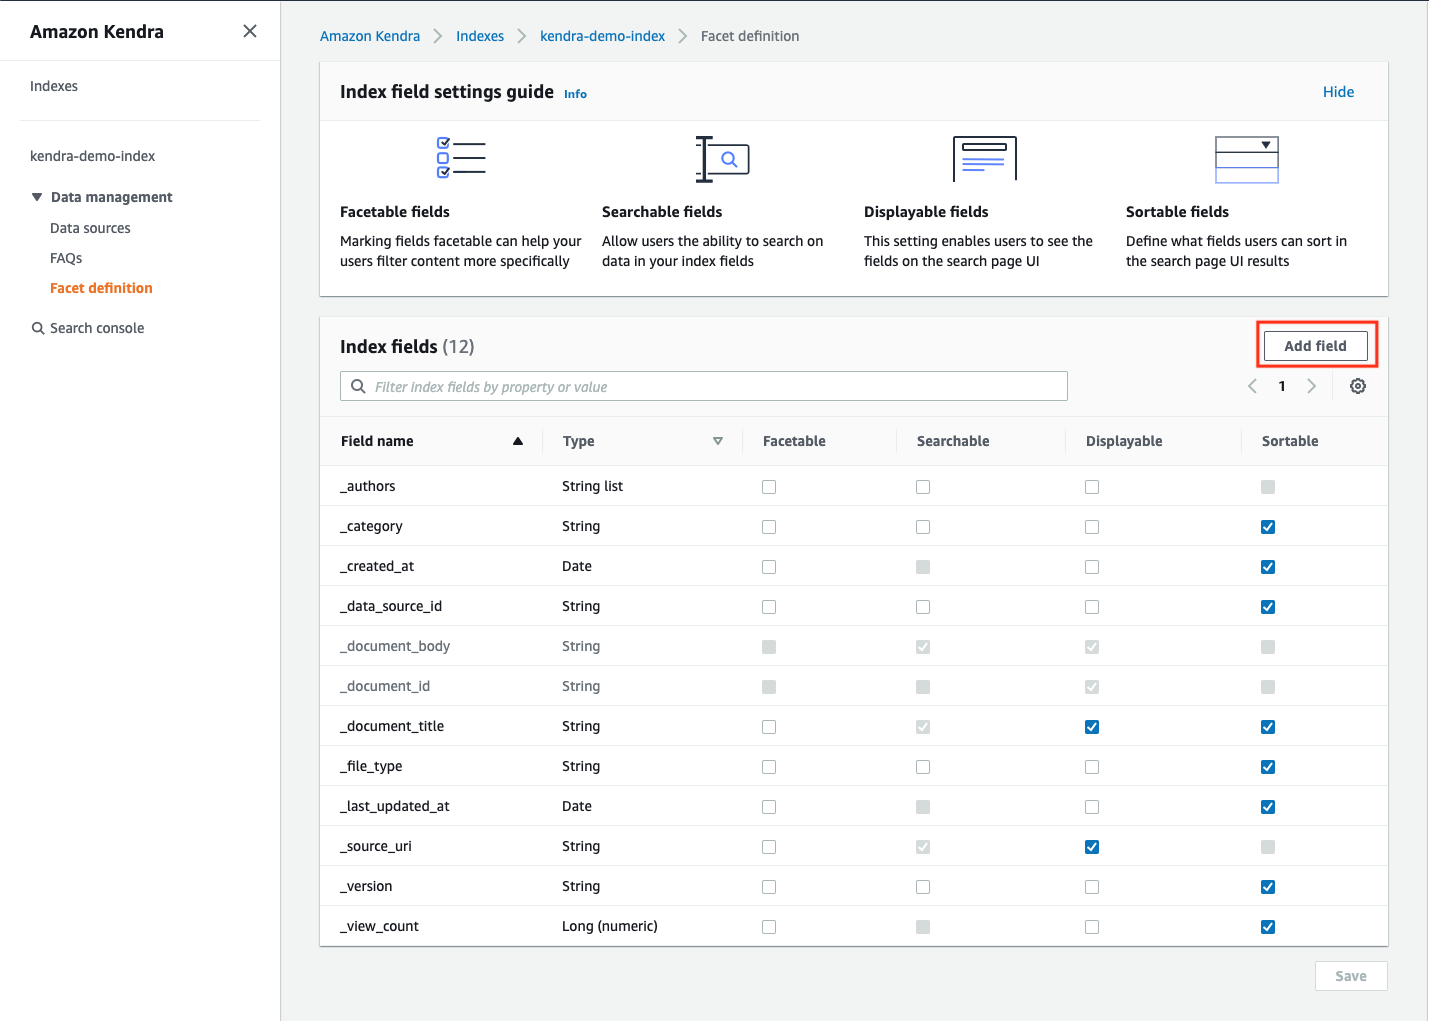 Amazon Kendra
Indexes
kendra-demo-index
Data management
Data sources
FAQs
Facet definition
Search console
Amazon Kendra > Indexes > kendra-demo-index > Facet definition
Index field settings guide Info
Hide
Facetable fields
Marking fields facetable can help your
users filter content more specifically
Searchable fields
Allow users the ability to search on
data in your index fields
Displayable fields
This setting enables users to see the
fields on the search page UI
Sortable fields
Define what fields users can sort in
the search page UI results
Index fields (12)
Add field
Filter index fields by property or value
1
Field name Type Facetable Searchable Displayable Sortable
_authors String list
_category String
_created_at Date
_data_source_id String
_document_body String
_document_id String
_document_title String
_file_type String
_last_updated_at Date
_source_uri String
_version String
_view_count Long (numeric)
Save